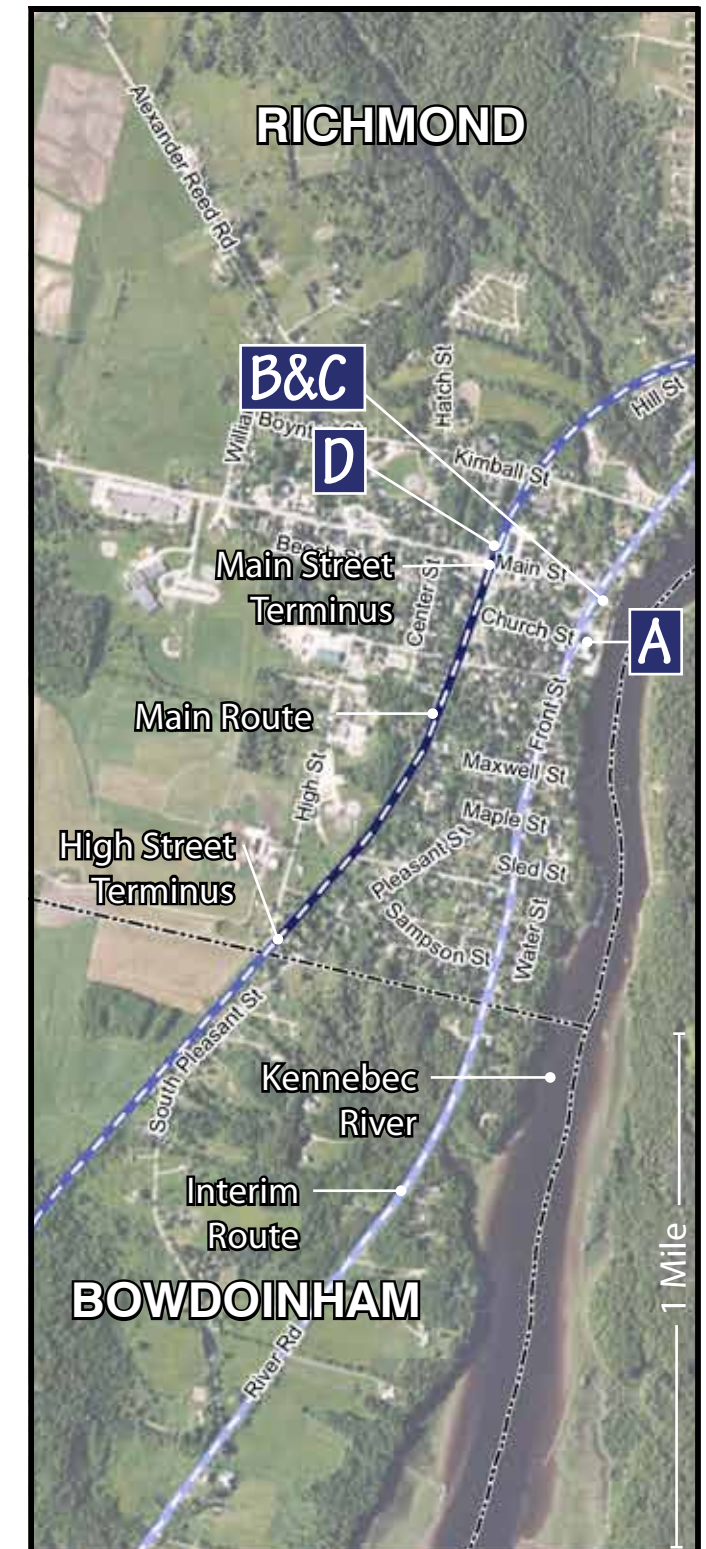 RICHMOND
Alexander Reed Rd
B&C
Hatch St
Hill St
D
Kimball St
Main Street
Terminus
Main St
Center St
Church St
A
Main Route
Front St
High St
Maxwell St
Maple St
High Street
Terminus
Pleasant St
Sled St
Sampson St
Water St
South Pleasant St
Kennebec
River
Interim
Route
1 Mile
BOWDOINHAM
River Rd